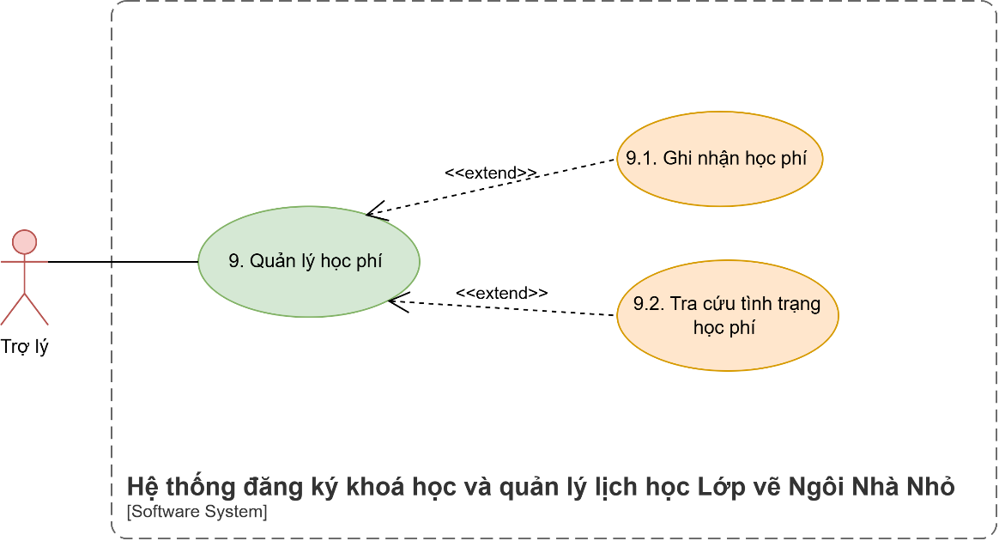 9.1. Ghi nhận học phí
<<extend>>
9. Quản lý học phí
<<extend>>
9.2. Tra cứu tình trạng
học phí
Trợ lý
Hệ thống đăng ký khoá học và quản lý lịch học Lớp vẽ Ngôi Nhà Nhỏ
[Software System]